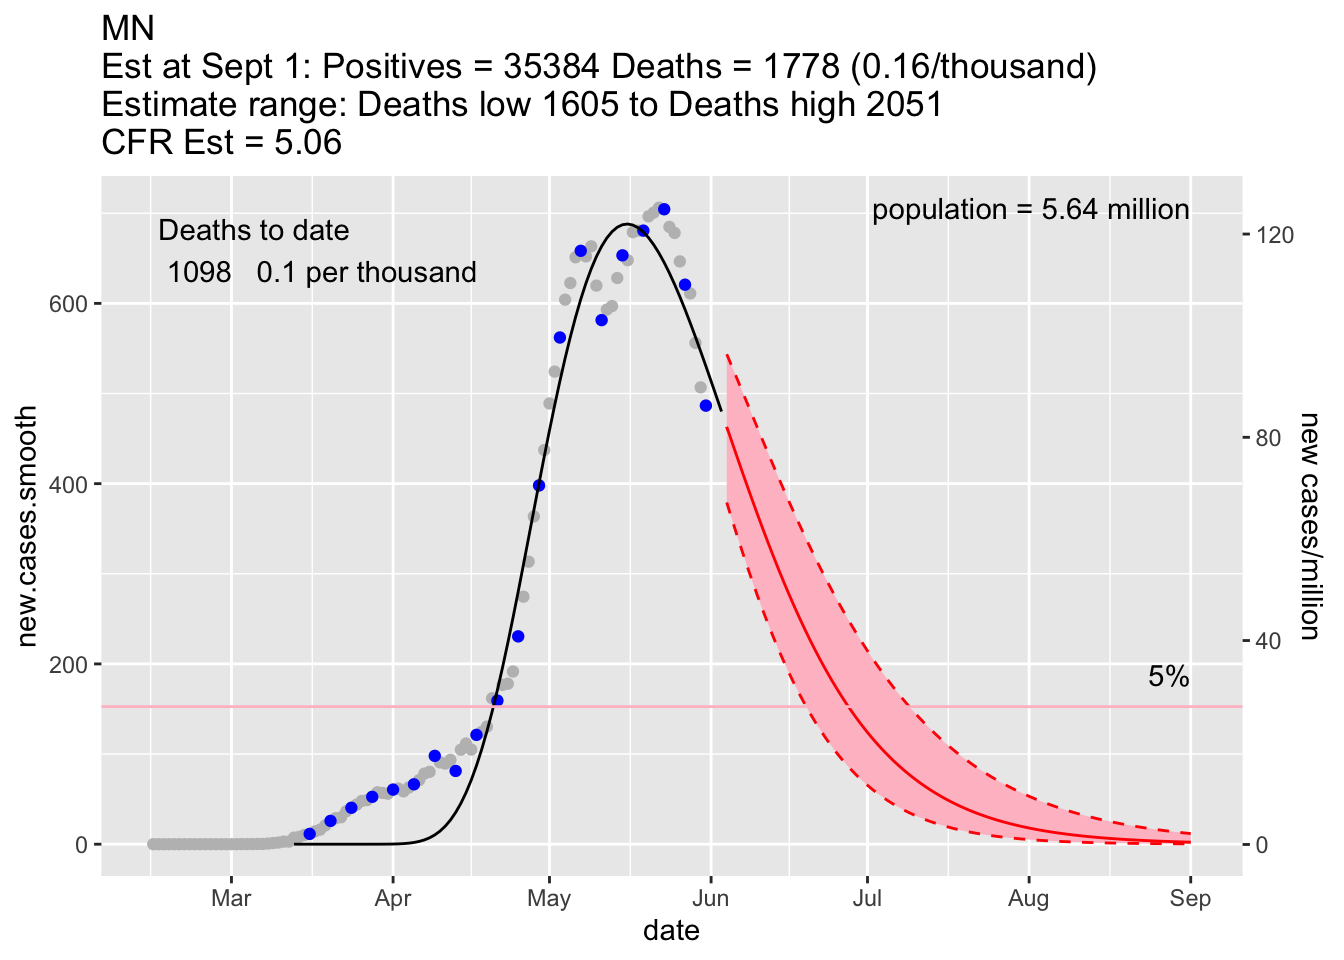 MN
Est at Sept 1: Positives = 35384 Deaths = 1778 (0.16/thousand)
Estimate range: Deaths low 1605 to Deaths high 2051
CFR Est = 5.06
Deaths to date
1098 0.1 per thousand
population = 5.64 million
5%
new.cases.smooth
600
400
200
0
new cases/million
120
80
40
0
Mar Apr May Jun Jul Aug Sep
date